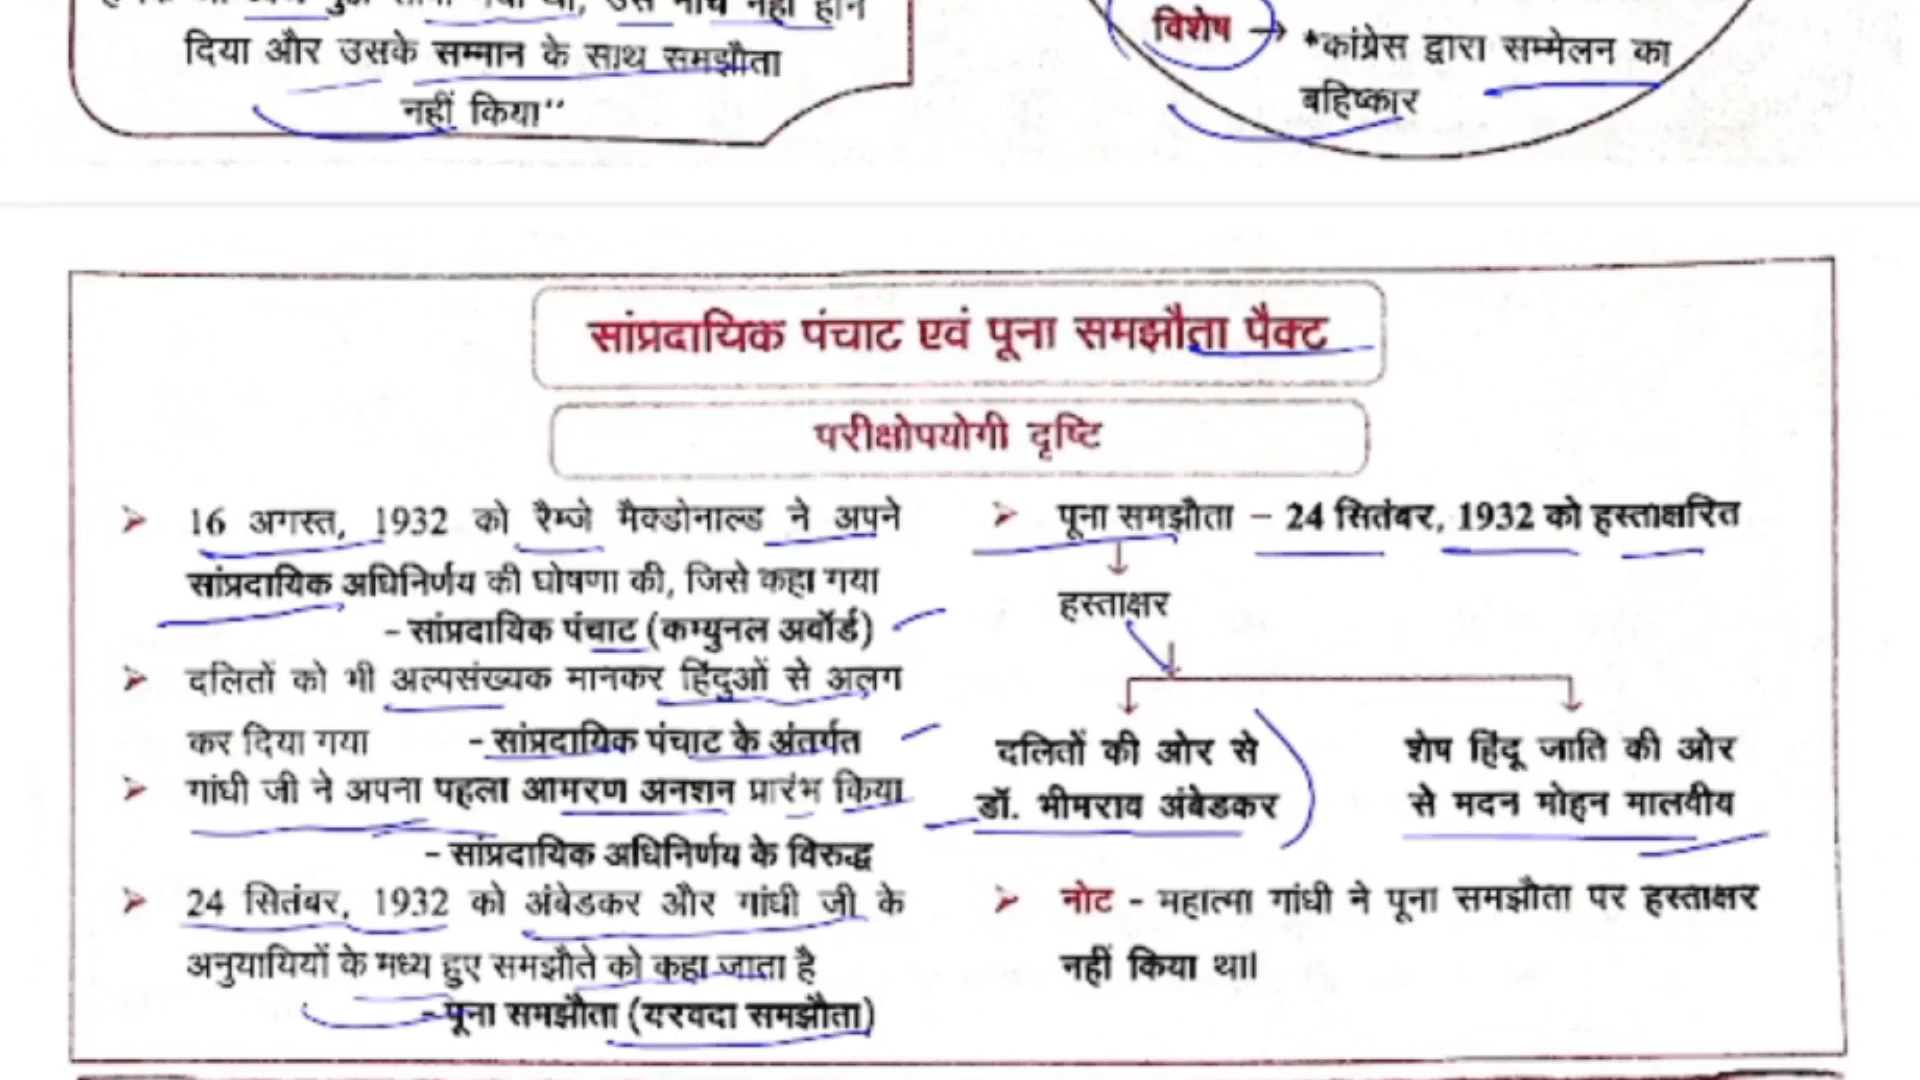 नहीं होने
दिया और उसके सम्मान के साथ समझौता
नहीं किया"
विशेष → *कांग्रेस द्वारा सम्मेलन का
बहिष्कार
सांप्रदायिक पंचाट एवं पूना समझौता पैक्ट
परीक्षोपयोगी दृष्टि
➢ 16 अगस्त, 1932 को रैम्जे मैक्डोनाल्ड ने अपने
सांप्रदायिक अधिनिर्णय की घोषणा की, जिसे कहा गया
- सांप्रदायिक पंचाट (कम्युनल अवॉर्ड)
➢ दलितों को भी अल्पसंख्यक मानकर हिंदुओं से अलग
कर दिया गया - सांप्रदायिक पंचाट के अंतर्गत
➢ गांधी जी ने अपना पहला आमरण अनशन प्रारंभ किया
- सांप्रदायिक अधिनिर्णय के विरुद्ध
➢ 24 सितंबर, 1932 को अंबेडकर और गांधी जी के
अनुयायियों के मध्य हुए समझौते को कहा जाता है
- पूना समझौता (यरवदा समझौता)
➢ पूना समझौता – 24 सितंबर, 1932 को हस्ताक्षरित
हस्ताक्षर
दलितों की ओर से
डॉ. भीमराव अंबेडकर
शेष हिंदू जाति की ओर
से मदन मोहन मालवीय
➢ नोट - महात्मा गांधी ने पूना समझौता पर हस्ताक्षर
नहीं किया था।